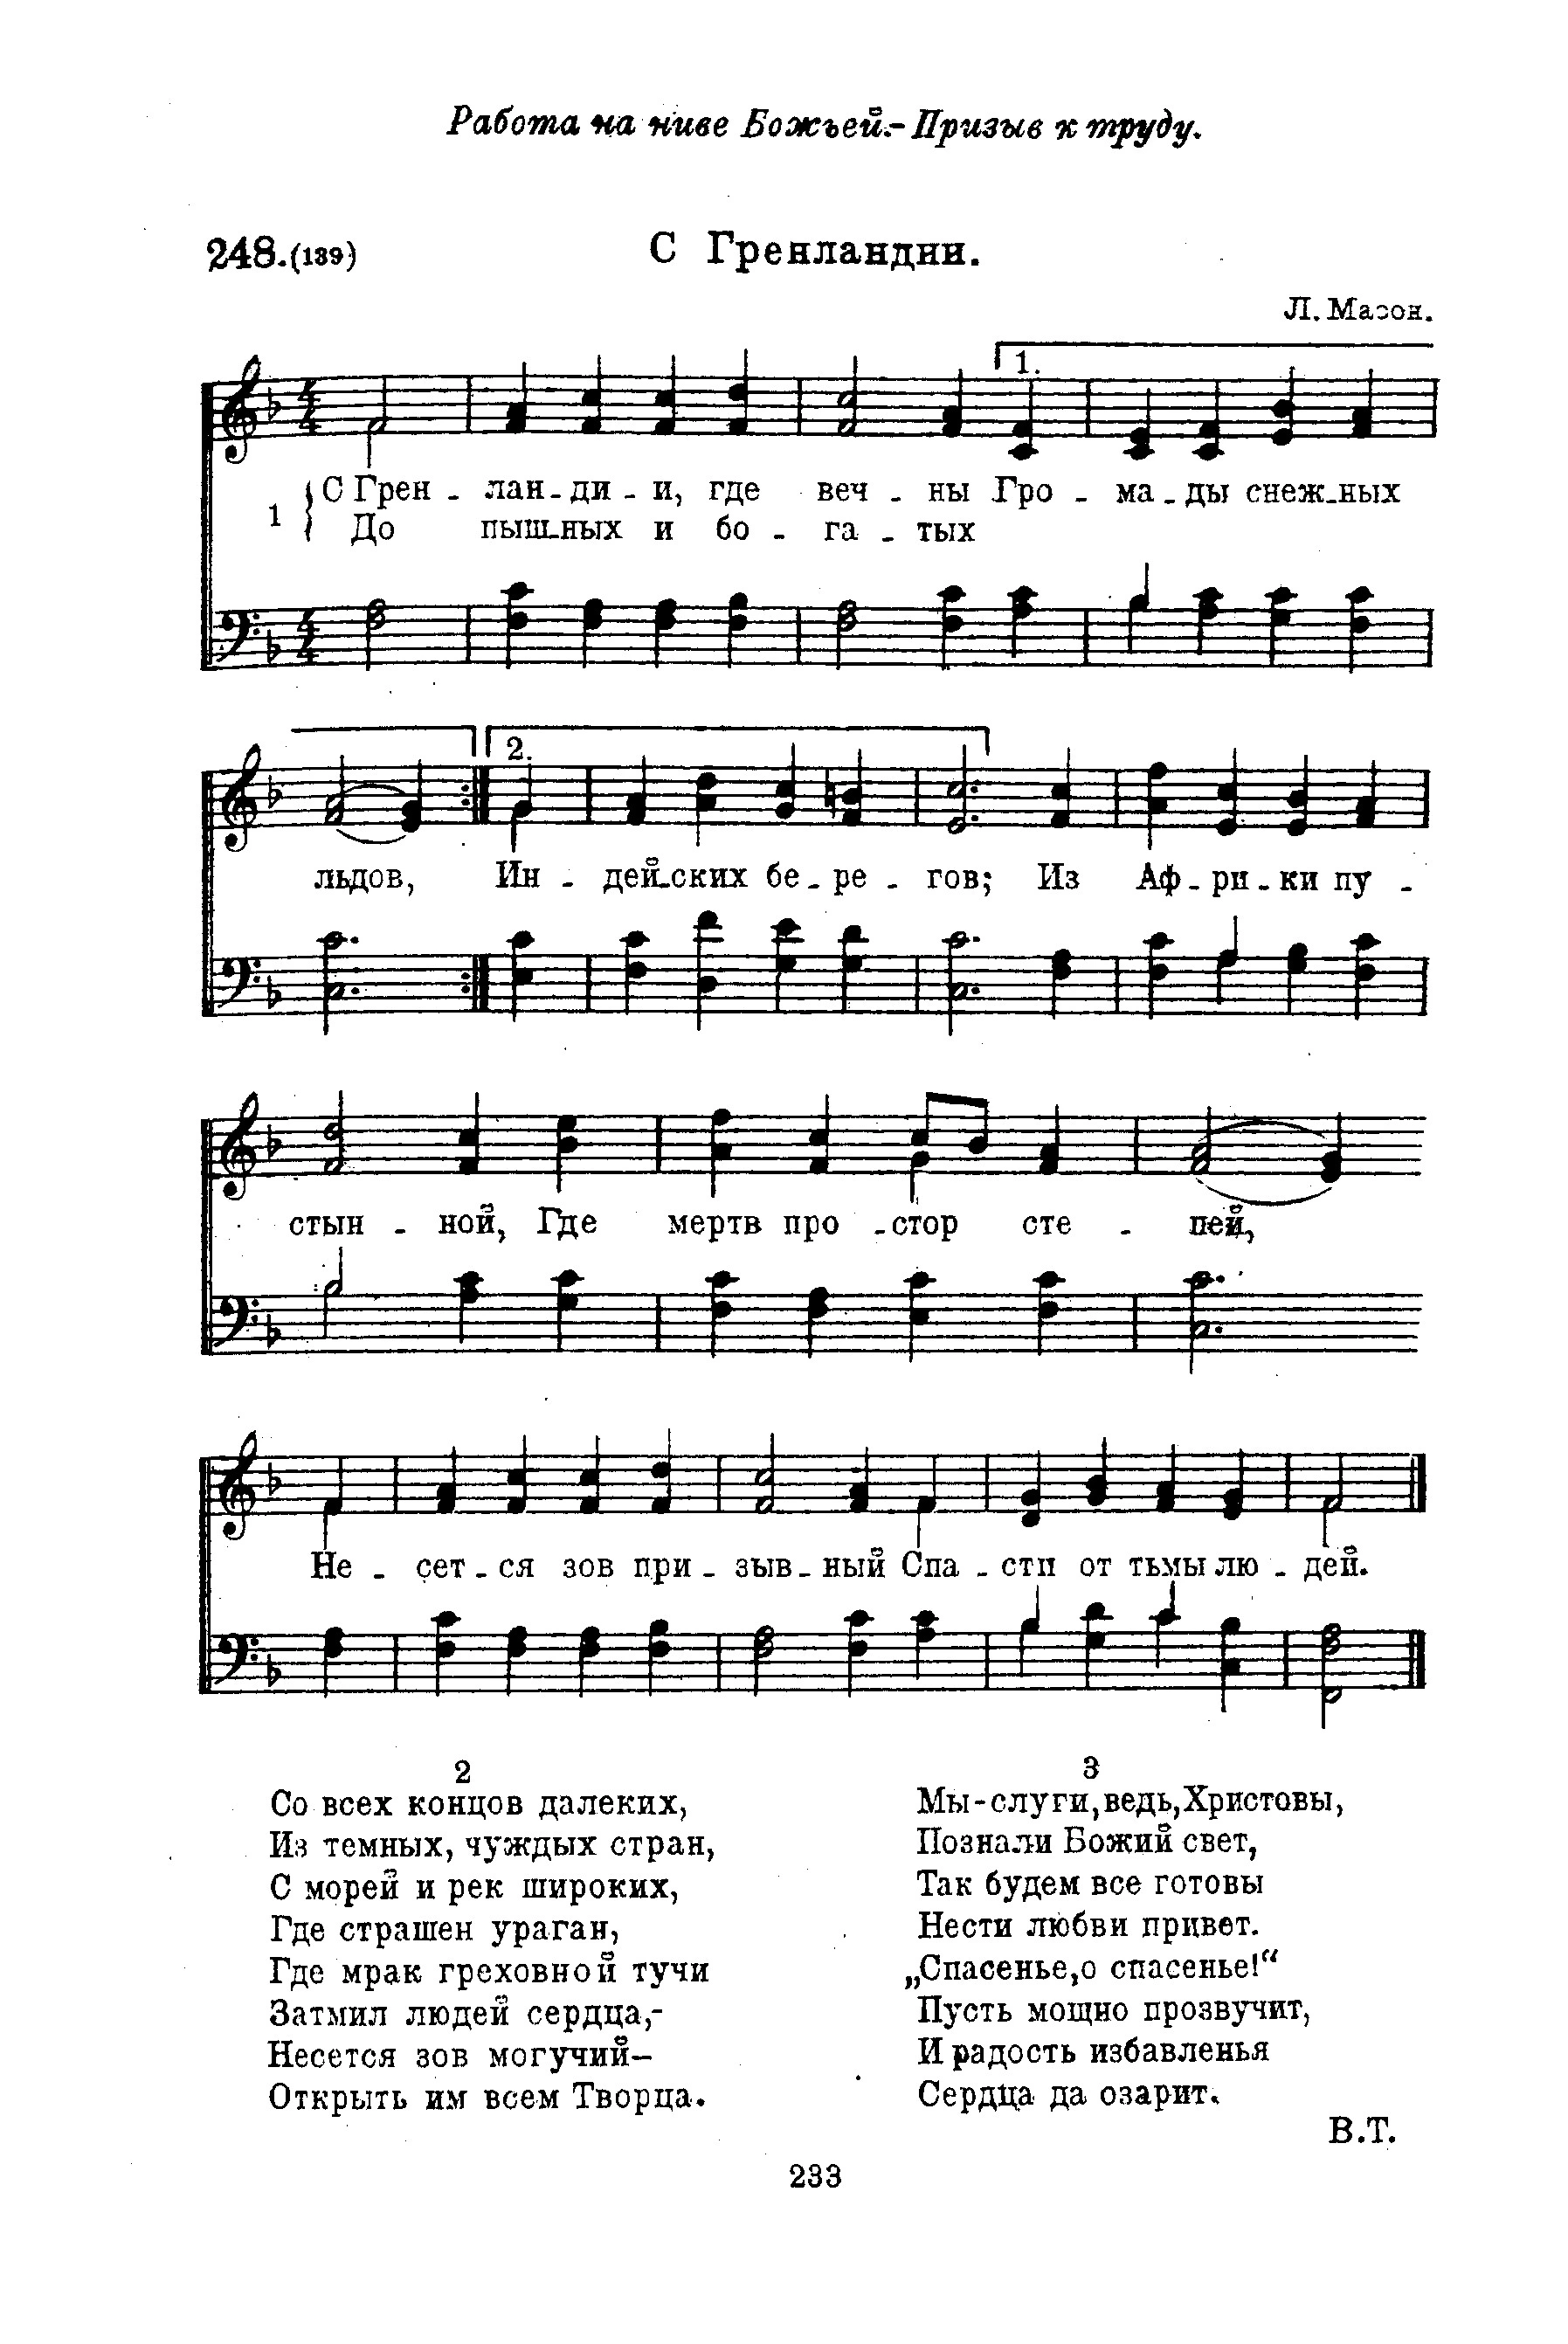 Работа на ниве Божьей.- Призыв к труду.
248.(139)
С Гренландии.
Л. Масон.
1.
1 С Грен - лан - ди - и, где веч - ны Гро - ма - ды снеж - ных
До пыш - ных и бо - га - тых
2.
льдов, Ин - дей - ских бе - ре - гов; Из Аф - ри - ки пу -
стын - ной, Где мертв про - стор сте - пей,
Не - сет - ся зов при - зыв - ный Спа - сти от тьмы лю - дей.
2
Со всех концов далеких,
Из темных, чуждых стран,
С морей и рек широких,
Где страшен ураган,
Где мрак греховной тучи
Затмил людей сердца,-
Несется зов могучий—
Открыть им всем Творца.
3
Мы-слуги, ведь, Христовы,
Познали Божий свет,
Так будем все готовы
Нести любви привет.
„Спасенье, о спасенье!“
Пусть мощно прозвучит,
И радость избавленья
Сердца да озарит.
В.Т.
233